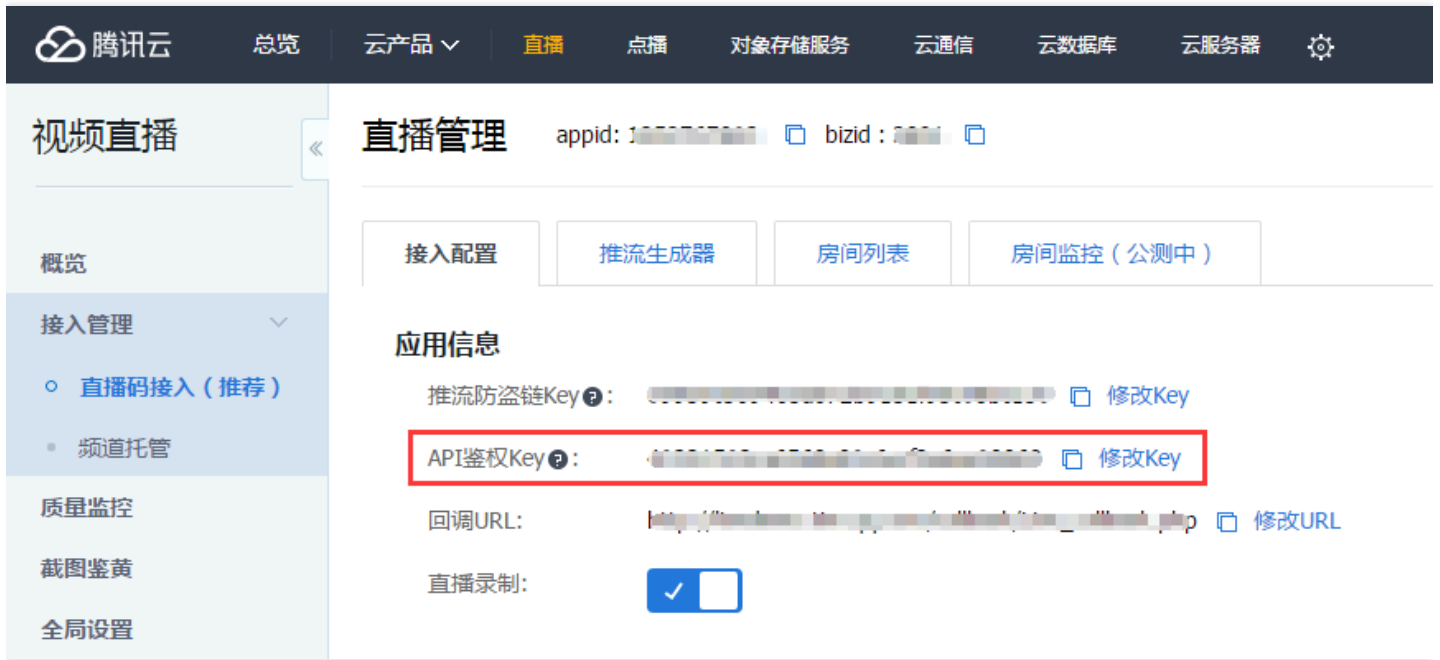 腾讯云 总览 云产品 直播 点播 对象存储服务 云通信 云数据库 云服务器
视频直播
直播管理 appid: bizid :
概览
接入管理
直播码接入（推荐）
频道托管
质量监控
截图鉴黄
全局设置
接入配置 推流生成器 房间列表 房间监控（公测中）
应用信息
推流防盗链Key?: 修改Key
API鉴权Key?: 修改Key
回调URL: 修改URL
直播录制: